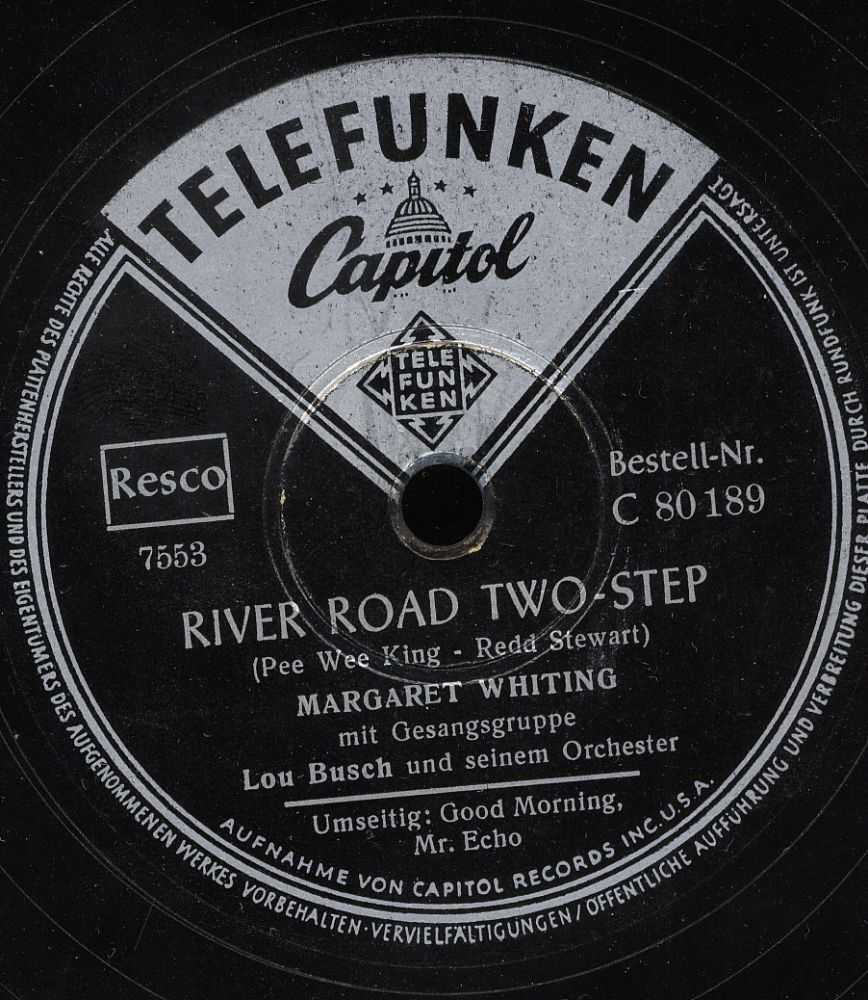 TELEFUNKEN
Capitol
TELE
FUN
KEN
Resco
7553
Bestell-Nr.
C 80189
RIVER ROAD TWO-STEP
(Pee Wee King - Redd Stewart)
MARGARET WHITING
mit Gesangsgruppe
Lou Busch und seinem Orchester
Umseitig: Good Morning,
Mr. Echo
AUFNAHME VON CAPITOL RECORDS INC. U.S.A.
ALLE RECHTE DES PLATTENHERSTELLERS UND DES EIGENTÜMERS DES AUFGENOMMENEN WERKES VORBEHALTEN · VERVIELFÄLTIGUNGEN / ÖFFENTLICHE AUFFÜHRUNG UND VERBREITUNG DIESER PLATTE DURCH RUNDFUNK IST UNTERSAGT